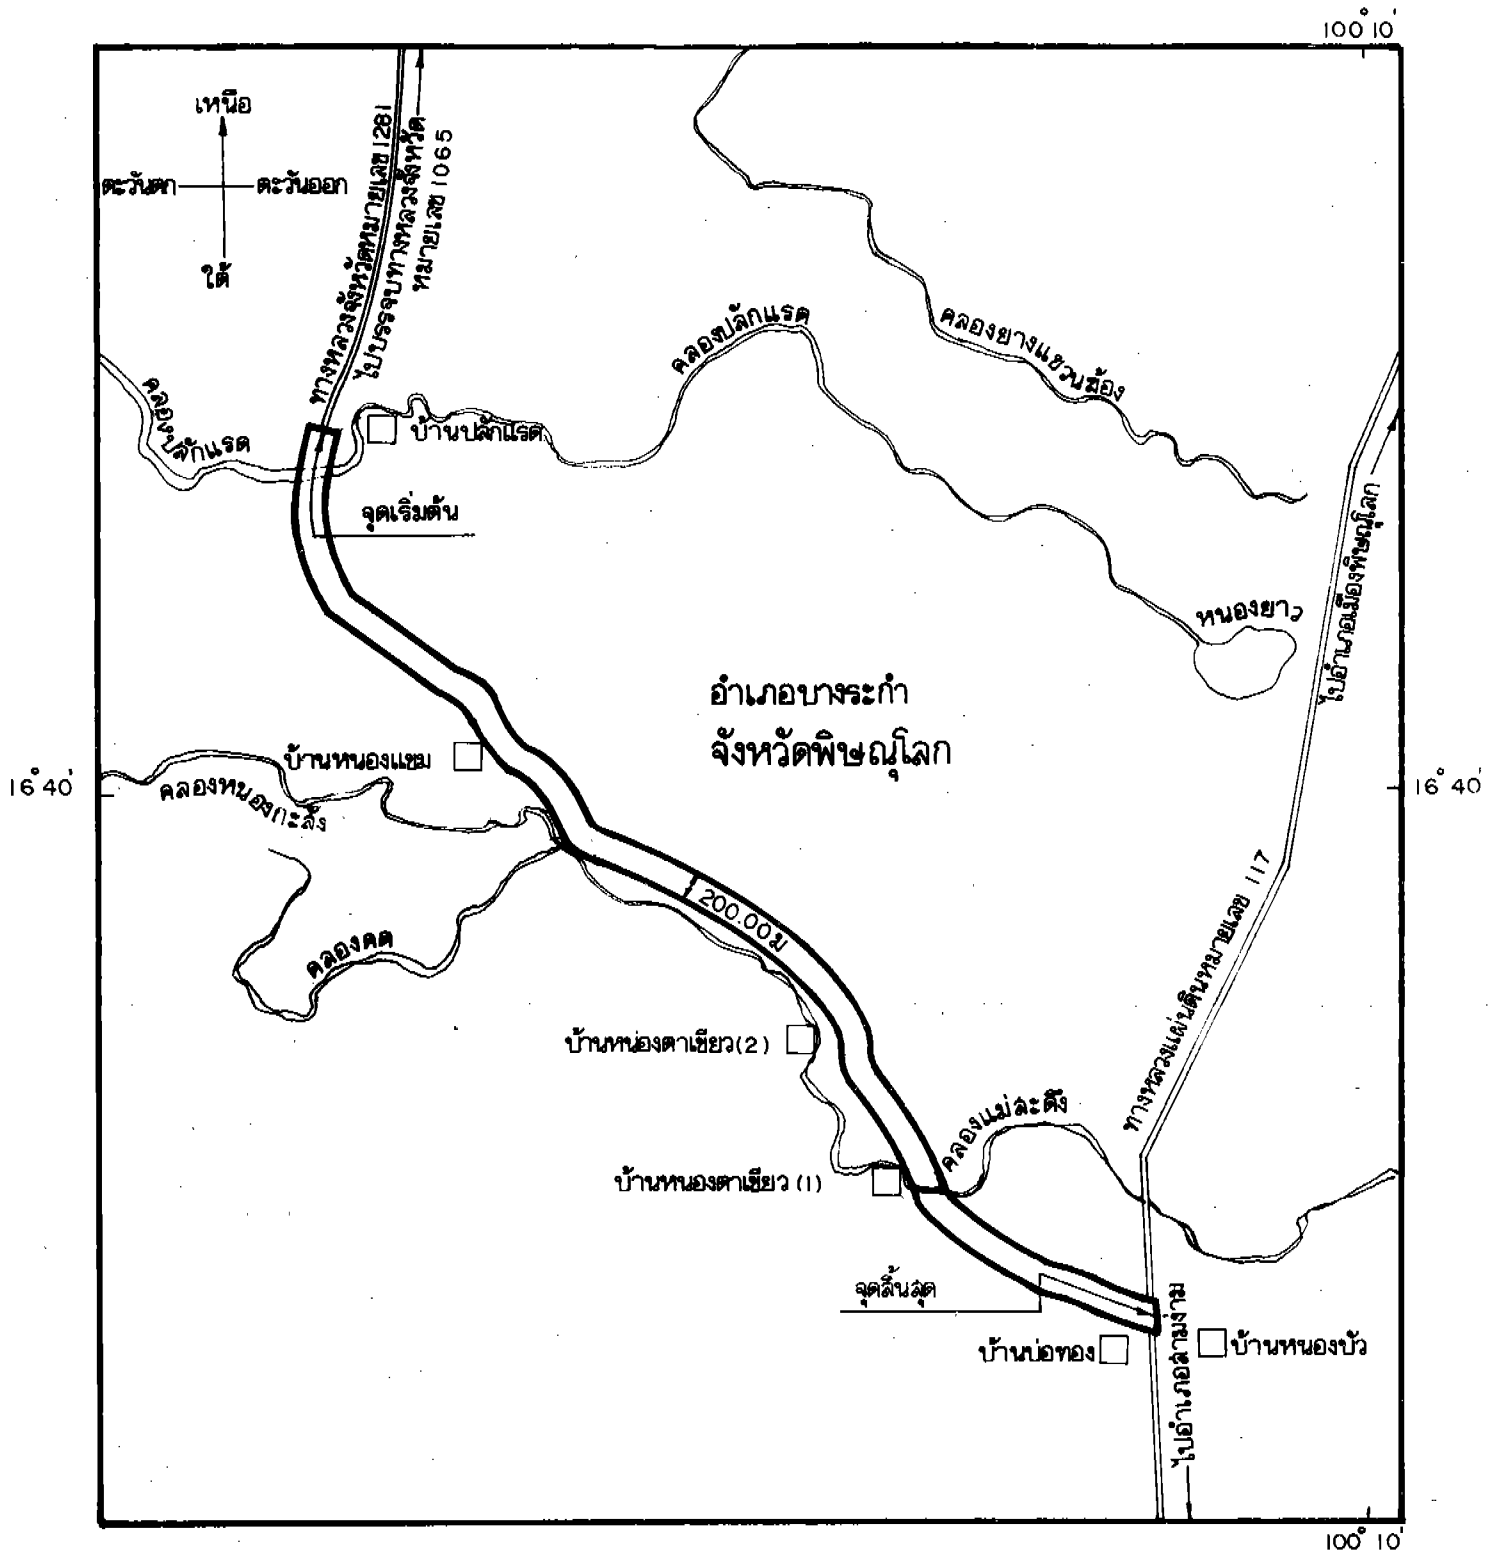 100° 10'
เหนือ
ตะวันตก
ตะวันออก
ใต้
ทางหลวงจังหวัดหมายเลข 1281
ไปบรรจบทางหลวงจังหวัด
หมายเลข 1065
คลองปลักแรด
คลองยางแขวนฆ้อง
คลองปลักแรด
บ้านปลักแรด
จุดเริ่มต้น
หนองยาว
ไปอำเภอเมืองพิษณุโลก
อำเภอบางระกำ
จังหวัดพิษณุโลก
บ้านหนองแขม
16° 40'
16° 40'
คลองหนองกะลัง
200.00 ม
คลองคต
ทางหลวงแผ่นดินหมายเลข 117
บ้านหนองตาเขียว (2)
คลองแม่ละคึง
บ้านหนองตาเขียว (1)
จุดสิ้นสุด
บ้านบ่อทอง
บ้านหนองบัว
ไปอำเภอสามงาม
100° 10'